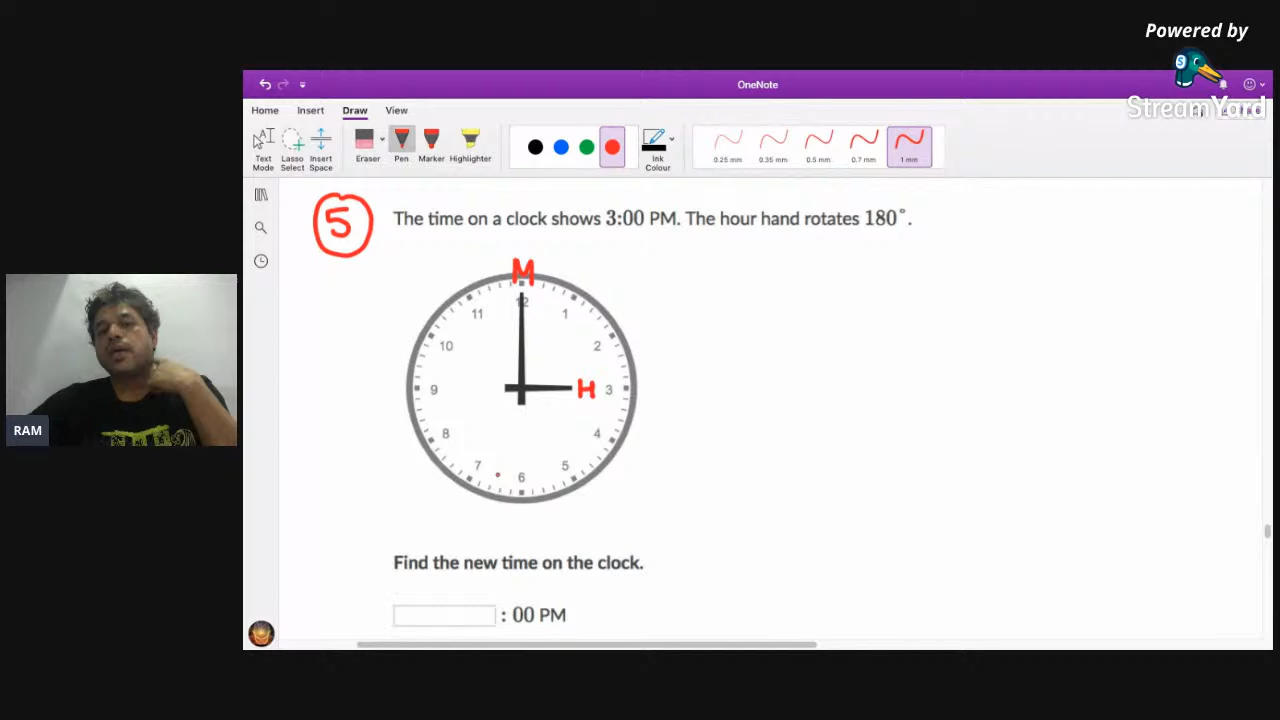 Powered by
StreamYard
OneNote
Home Insert Draw View
Text Mode
Lasso Select
Insert Space
Eraser
Pen
Marker
Highlighter
Ink Colour
0.25 mm
0.35 mm
0.5 mm
0.7 mm
1 mm
5
The time on a clock shows 3:00 PM. The hour hand rotates 180°.
M
12
11 1
10 2
9 H 3
8 4
7 5
6
RAM
Find the new time on the clock.
: 00 PM